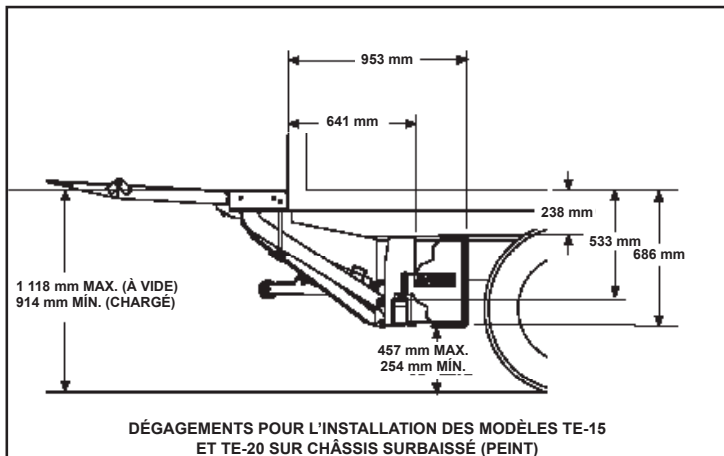 953 mm
641 mm
238 mm
533 mm
686 mm
1 118 mm MAX. (À VIDE)
914 mm MÍN. (CHARGÉ)
457 mm MAX.
254 mm MÍN.
DÉGAGEMENTS POUR L'INSTALLATION DES MODÈLES TE-15
ET TE-20 SUR CHÂSSIS SURBAISSÉ (PEINT)